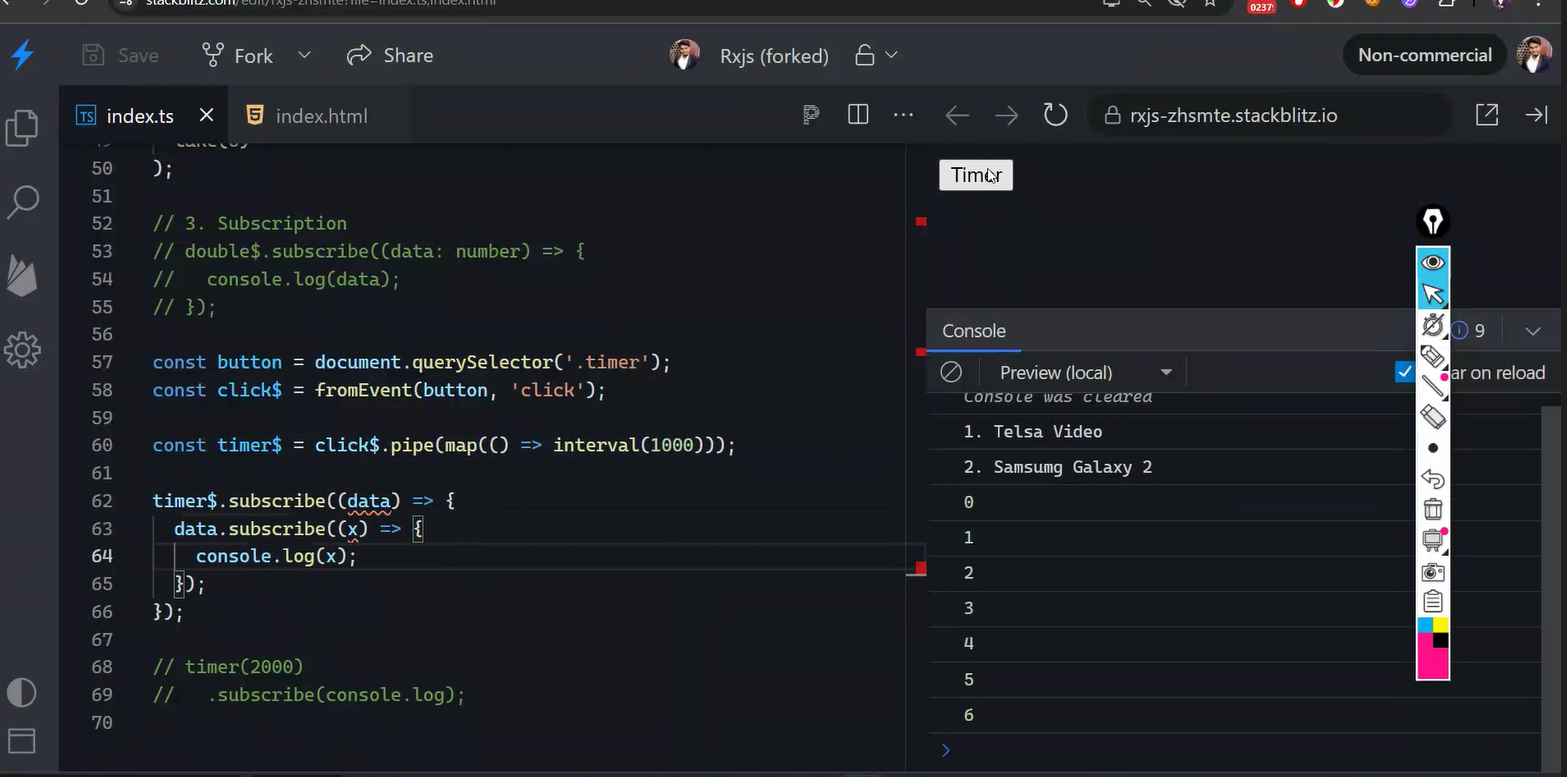 stackblitz.com/edit/rxjs-zhsmte?file=index.ts,index.html
0237
Save
Fork
Share
Rxjs (forked)
Non-commercial
TS index.ts
index.html
rxjs-zhsmte.stackblitz.io
50 );
51
52 // 3. Subscription
53 // double$.subscribe((data: number) => {
54 //   console.log(data);
55 // });
56
57 const button = document.querySelector('.timer');
58 const click$ = fromEvent(button, 'click');
59
60 const timer$ = click$.pipe(map(() => interval(1000)));
61
62 timer$.subscribe((data) => {
63   data.subscribe((x) => {
64     console.log(x);
65   });
66 });
67
68 // timer(2000)
69 //   .subscribe(console.log);
70
Timer
Console
9
Preview (local)
ar on reload
Console was cleared
1. Telsa Video
2. Samsumg Galaxy 2
0
1
2
3
4
5
6